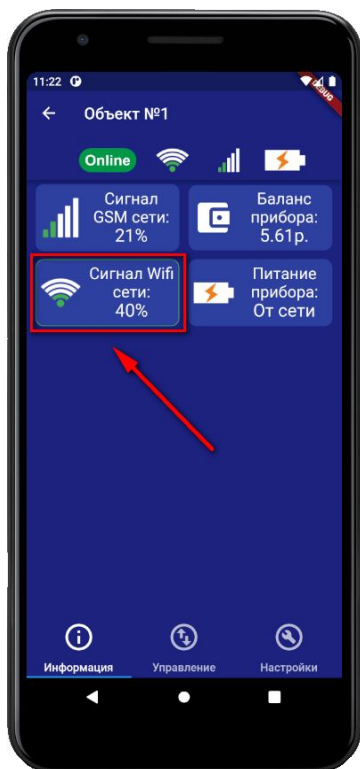 11:22
DEBUG
Объект №1
Online
Сигнал
GSM сети:
21%
Баланс
прибора:
5.61р.
Сигнал Wifi
сети:
40%
Питание
прибора:
От сети
Информация
Управление
Настройки